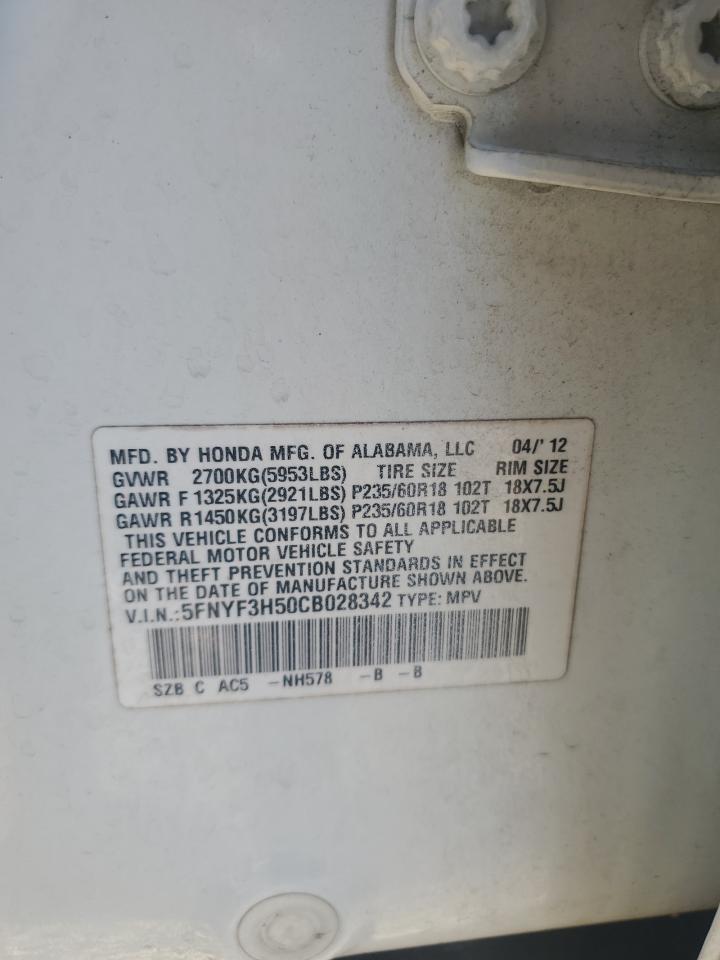 MFD. BY HONDA MFG. OF ALABAMA, LLC 04/'12
GVWR 2700KG(5953LBS) TIRE SIZE RIM SIZE
GAWR F 1325KG(2921LBS) P235/60R18 102T 18X7.5J
GAWR R1450KG(3197LBS) P235/60R18 102T 18X7.5J
THIS VEHICLE CONFORMS TO ALL APPLICABLE
FEDERAL MOTOR VEHICLE SAFETY
AND THEFT PREVENTION STANDARDS IN EFFECT
ON THE DATE OF MANUFACTURE SHOWN ABOVE.
V.I.N.:5FNYF3H50CB028342 TYPE: MPV
SZB C AC5 -NH578 -B -B